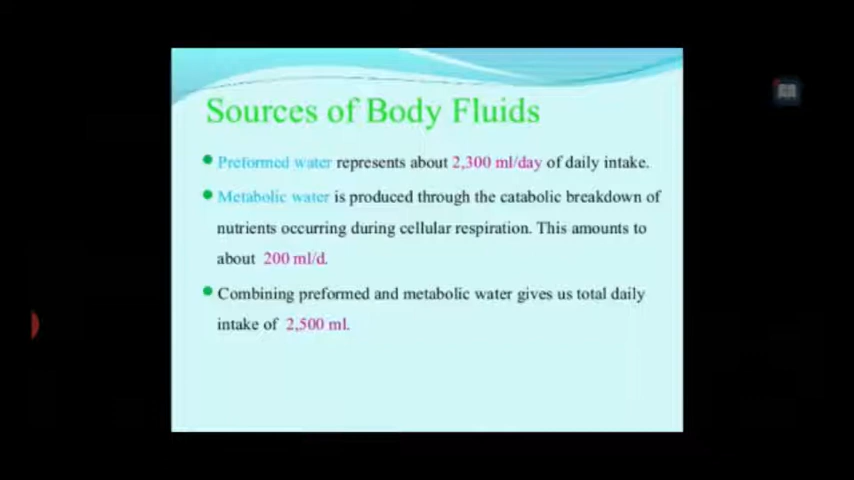 Sources of Body Fluids
Preformed water represents about 2,300 ml/day of daily intake.
Metabolic water is produced through the catabolic breakdown of
nutrients occurring during cellular respiration. This amounts to
about 200 ml/d.
Combining preformed and metabolic water gives us total daily
intake of 2,500 ml.